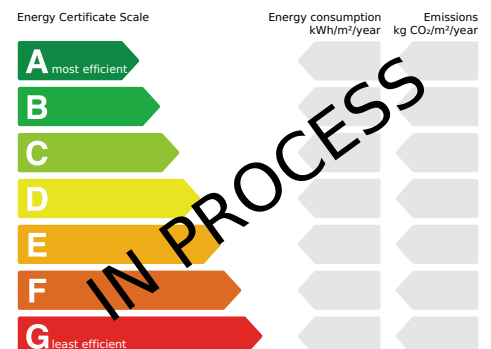 Energy Certificate Scale
Energy consumption
kWh/m²/year
Emissions
kg CO₂/m²/year
A most efficient
B
C
D
E
F
G least efficient
IN PROCESS